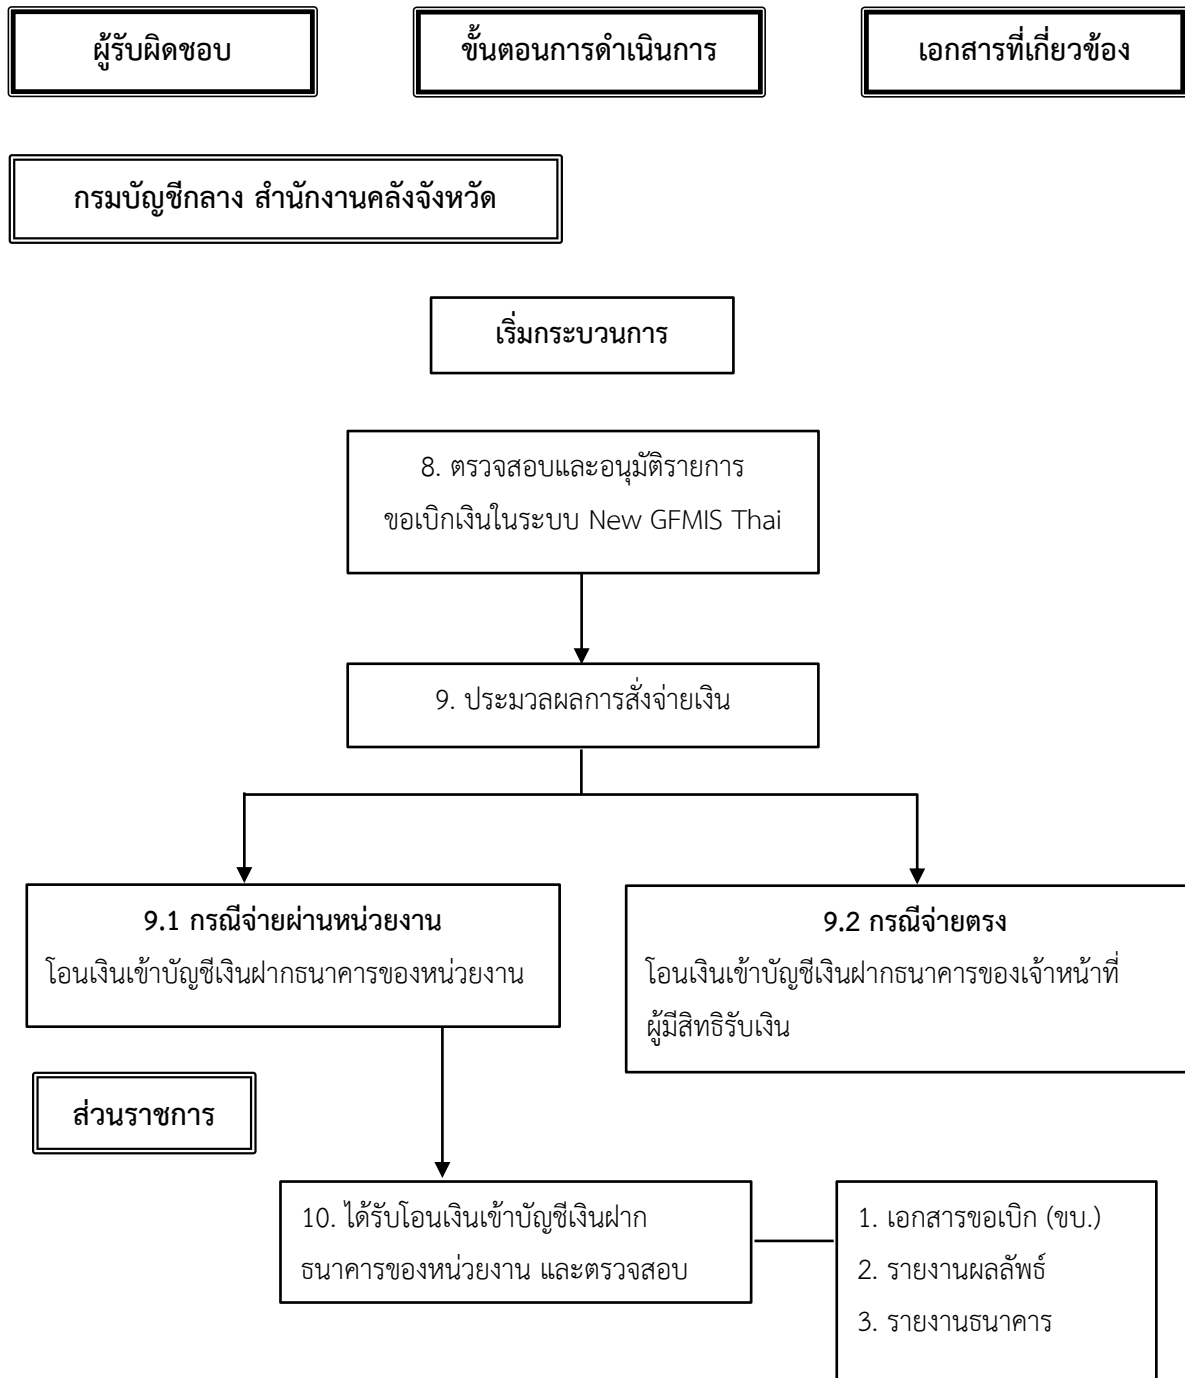 ผู้รับผิดชอบ
ขั้นตอนการดำเนินการ
เอกสารที่เกี่ยวข้อง
กรมบัญชีกลาง สำนักงานคลังจังหวัด
เริ่มกระบวนการ
8. ตรวจสอบและอนุมัติรายการ
ขอเบิกเงินในระบบ New GFMIS Thai
9. ประมวลผลการสั่งจ่ายเงิน
9.1 กรณีจ่ายผ่านหน่วยงาน
โอนเงินเข้าบัญชีเงินฝากธนาคารของหน่วยงาน
9.2 กรณีจ่ายตรง
โอนเงินเข้าบัญชีเงินฝากธนาคารของเจ้าหน้าที่
ผู้มีสิทธิรับเงิน
ส่วนราชการ
10. ได้รับโอนเงินเข้าบัญชีเงินฝาก
ธนาคารของหน่วยงาน และตรวจสอบ
1. เอกสารขอเบิก (ขบ.)
2. รายงานผลลัพธ์
3. รายงานธนาคาร